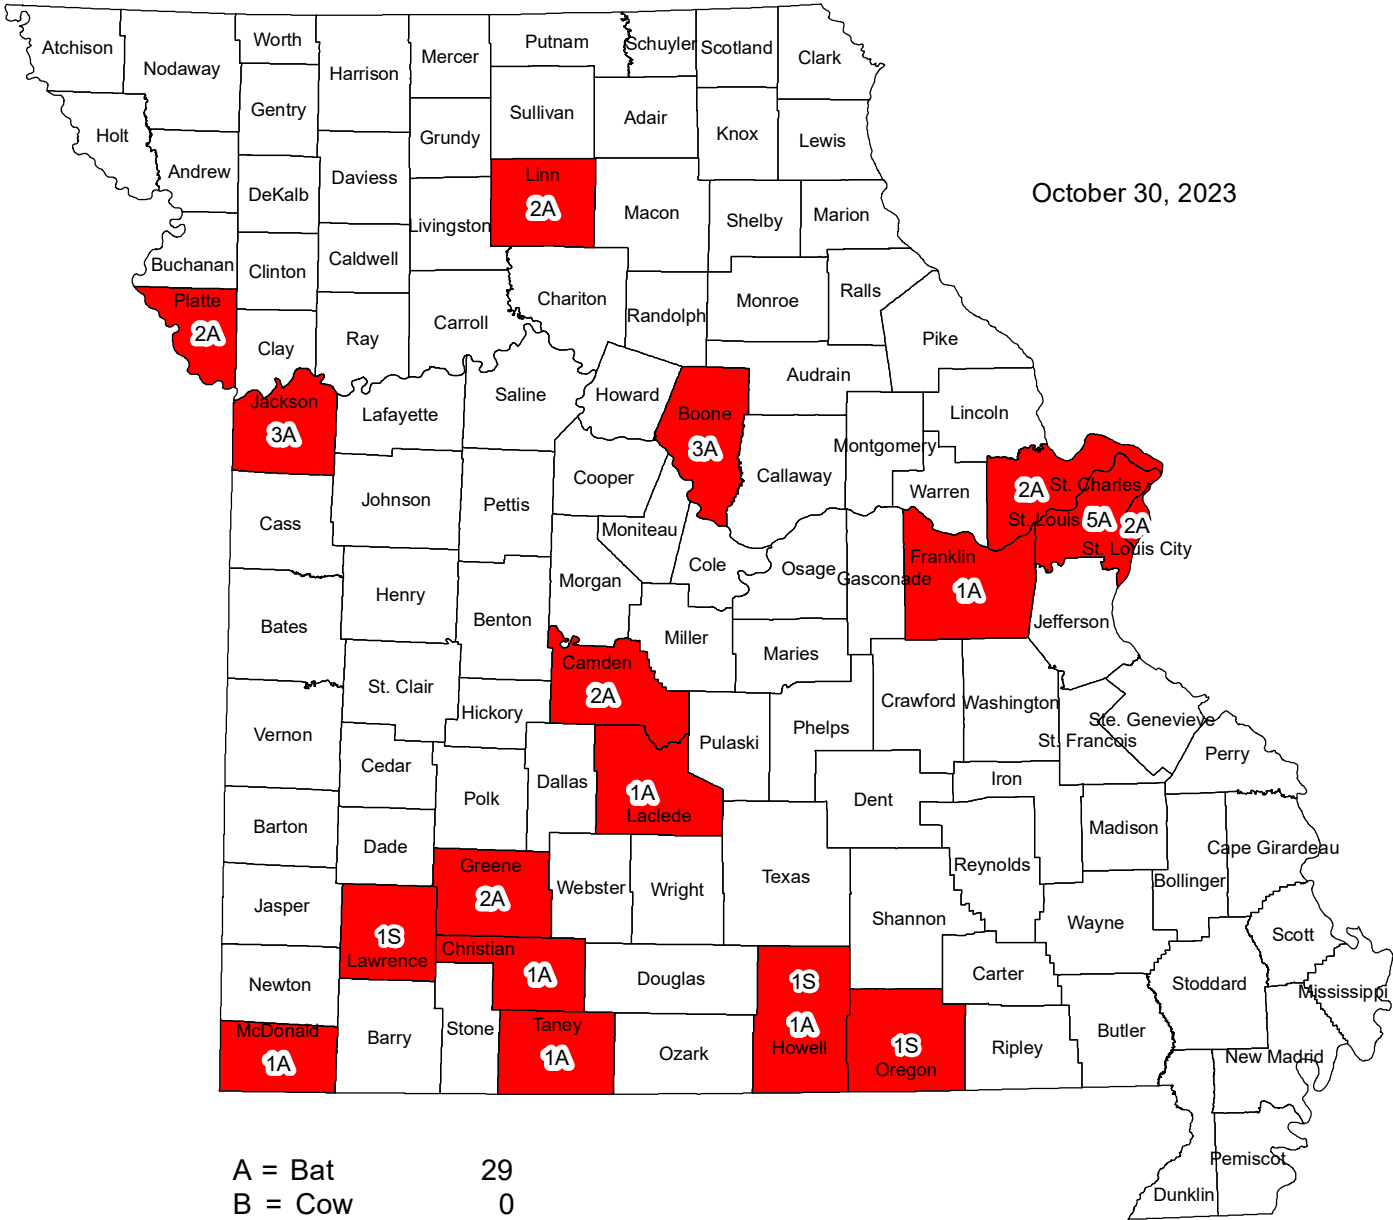 Atchison
Nodaway
Worth
Harrison
Mercer
Putnam
Schuyler
Scotland
Clark
Gentry
Sullivan
Adair
Knox
Lewis
Holt
Andrew
DeKalb
Daviess
Grundy
Linn
2A
Macon
Shelby
Marion
October 30, 2023
Livingston
Buchanan
Clinton
Caldwell
Platte
2A
Clay
Ray
Carroll
Chariton
Randolph
Monroe
Ralls
Pike
Audrain
Jackson
3A
Lafayette
Saline
Howard
Boone
3A
Lincoln
Montgomery
Callaway
Warren
2A St. Charles
St. Louis 5A 2A
St. Louis City
Cass
Johnson
Pettis
Cooper
Moniteau
Cole
Osage
Gasconade
Franklin
1A
Jefferson
Bates
Henry
Benton
Morgan
Miller
Maries
Camden
2A
St. Clair
Hickory
Vernon
Cedar
Polk
Dallas
1A
Laclede
Pulaski
Phelps
Crawford
Washington
Ste. Genevieve
St. Francois
Perry
Iron
Dent
Barton
Dade
Greene
2A
Webster
Wright
Texas
Reynolds
Madison
Cape Girardeau
Bollinger
Jasper
1S
Lawrence
Christian
1A
Shannon
Wayne
Scott
Newton
Douglas
1S
1A
Howell
Carter
Stoddard
Mississippi
McDonald
1A
Barry
Stone
Taney
1A
Ozark
1S
Oregon
Ripley
Butler
New Madrid
Pemiscot
Dunklin
A = Bat 29
B = Cow 0